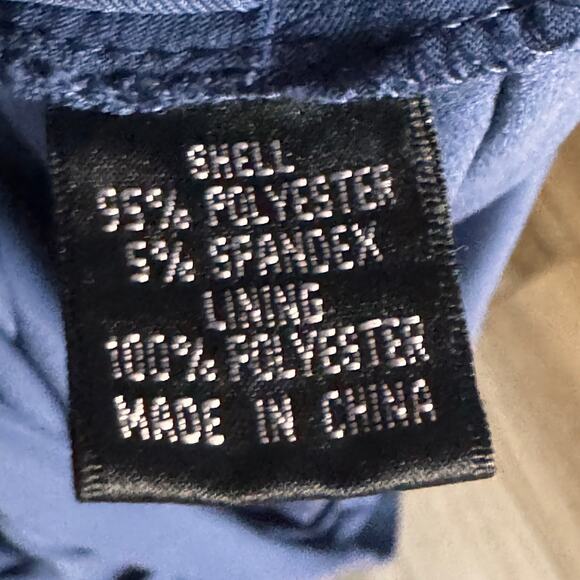 SHELL
95% POLYESTER
5% SPANDEX
LINING
100% POLYESTER
MADE IN CHINA